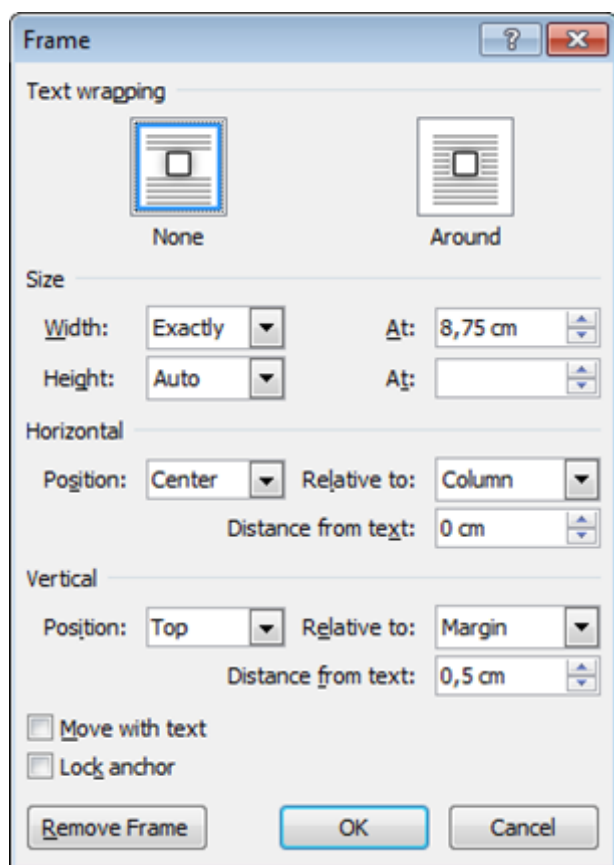 Frame
Text wrapping
None Around
Size
Width: Exactly At: 8,75 cm
Height: Auto At:
Horizontal
Position: Center Relative to: Column
Distance from text: 0 cm
Vertical
Position: Top Relative to: Margin
Distance from text: 0,5 cm
Move with text
Lock anchor
Remove Frame OK Cancel